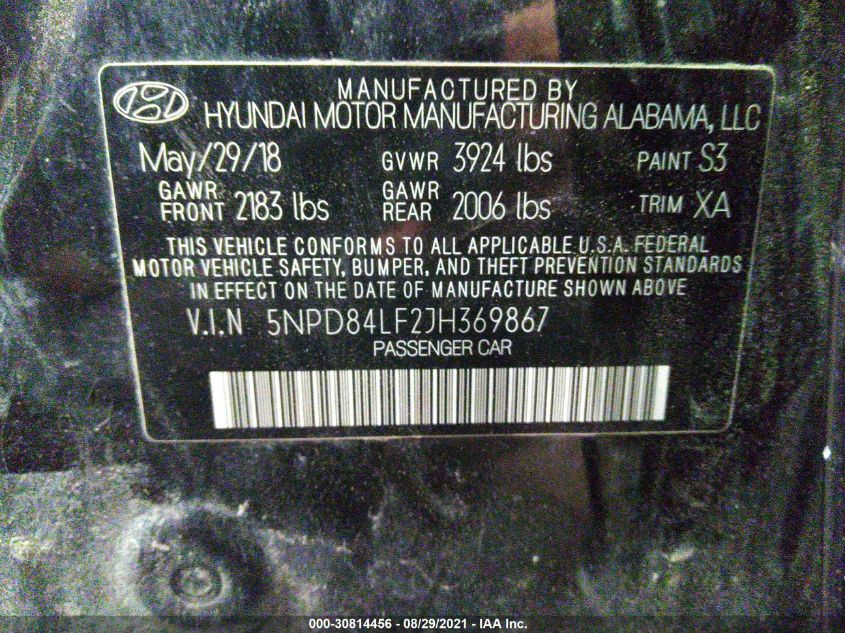 MANUFACTURED BY
HYUNDAI MOTOR MANUFACTURING ALABAMA, LLC
May/29/18 GVWR 3924 lbs PAINT S3
GAWR FRONT 2183 lbs GAWR REAR 2006 lbs TRIM XA
THIS VEHICLE CONFORMS TO ALL APPLICABLE U.S.A. FEDERAL
MOTOR VEHICLE SAFETY, BUMPER, AND THEFT PREVENTION STANDARDS
IN EFFECT ON THE DATE OF MANUFACTURE SHOWN ABOVE
V.I.N 5NPD84LF2JH369867
PASSENGER CAR
000-30814456 - 08/29/2021 - IAA Inc.